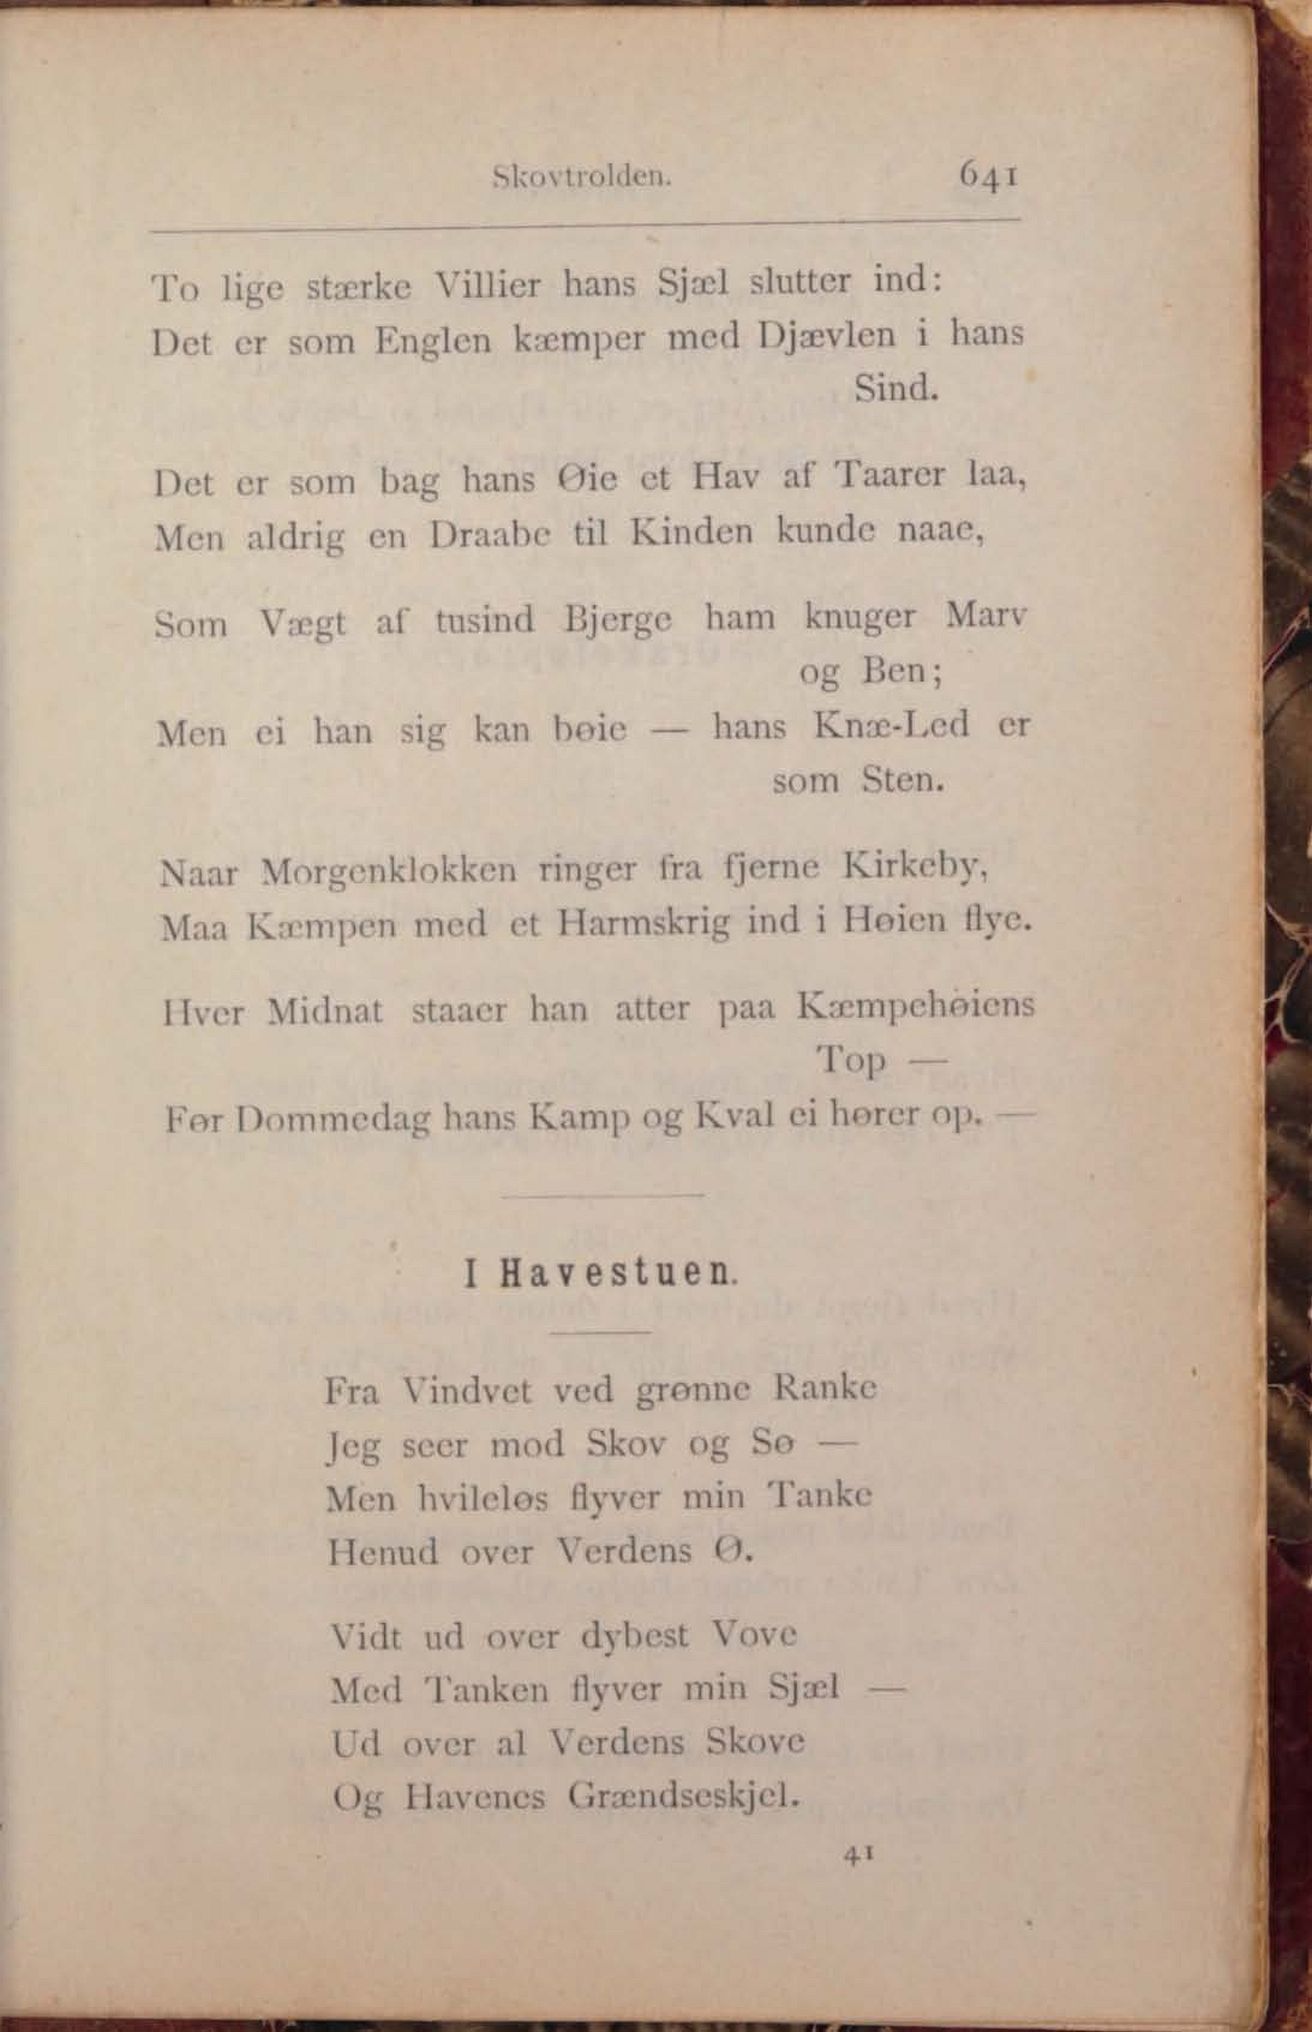 Skovtrolden. 641
To lige stærke Villier hans Sjæl slutter ind:
Det er som Englen kæmper med Djævlen i hans
Sind.
Det er som bag hans Øie et Hav af Taarer laa,
Men aldrig en Draabe til Kinden kunde naae,
Som Vægt af tusind Bjerge ham knuger Marv
og Ben;
Men ei han sig kan bøie — hans Knæ-Led er
som Sten.
Naar Morgenklokken ringer fra fjerne Kirkeby,
Maa Kæmpen med et Harmskrig ind i Høien flye.
Hver Midnat staaer han atter paa Kæmpehøiens
Top —
Før Dommedag hans Kamp og Kval ei hører op. —
I Havestuen.
Fra Vindvet ved grønne Ranke
Jeg seer mod Skov og Sø —
Men hvileløs flyver min Tanke
Henud over Verdens Ø.
Vidt ud over dybest Vove
Med Tanken flyver min Sjæl —
Ud over al Verdens Skove
Og Havenes Grændseskjel.
41